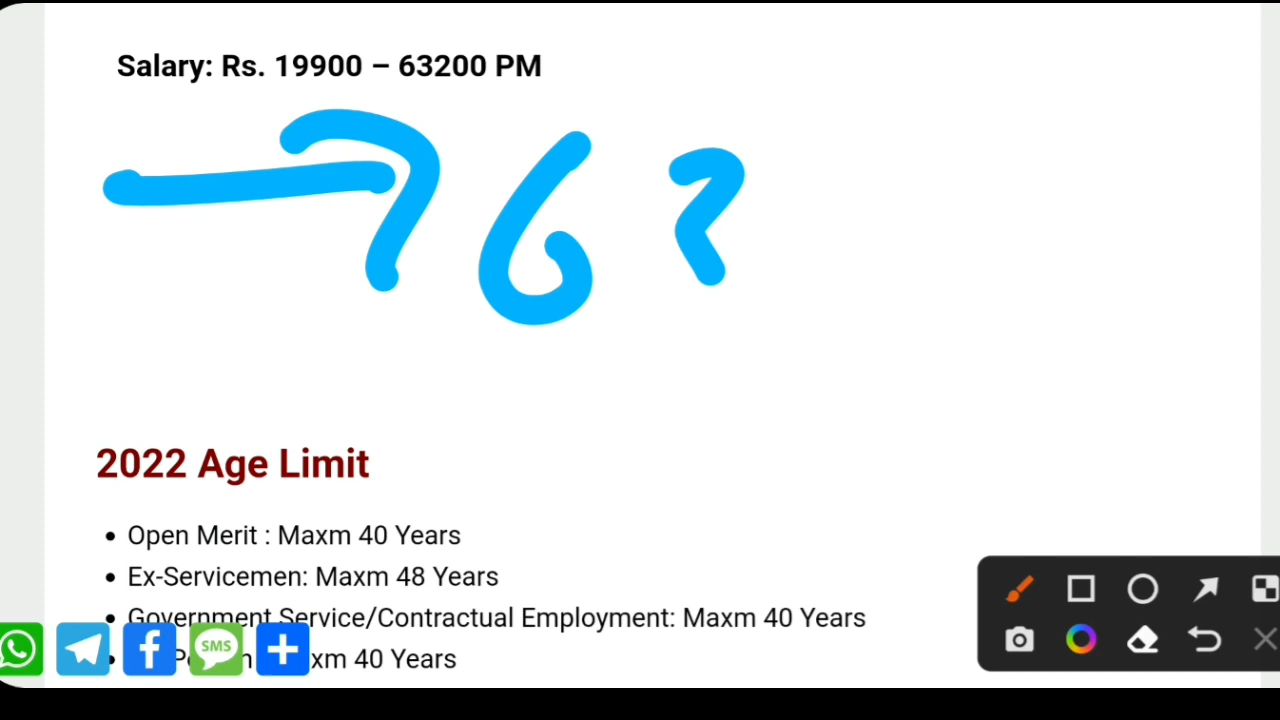 Salary: Rs. 19900 – 63200 PM
763
2022 Age Limit
• Open Merit : Maxm 40 Years
• Ex-Servicemen: Maxm 48 Years
• Government Service/Contractual Employment: Maxm 40 Years
40 Years
SMS